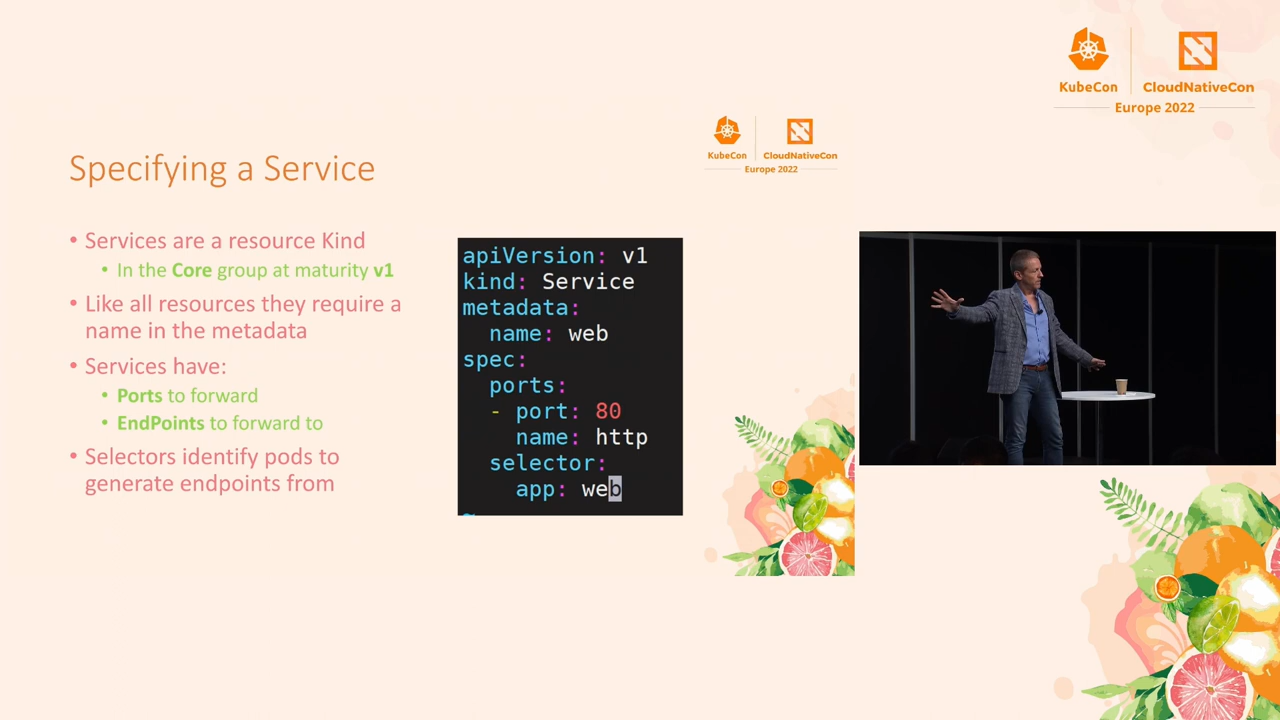 KubeCon
CloudNativeCon
Europe 2022
KubeCon
CloudNativeCon
Europe 2022
Specifying a Service
• Services are a resource Kind
• In the Core group at maturity v1
• Like all resources they require a
name in the metadata
• Services have:
• Ports to forward
• EndPoints to forward to
• Selectors identify pods to
generate endpoints from
apiVersion: v1
kind: Service
metadata:
  name: web
spec:
  ports:
  - port: 80
    name: http
  selector:
    app: web